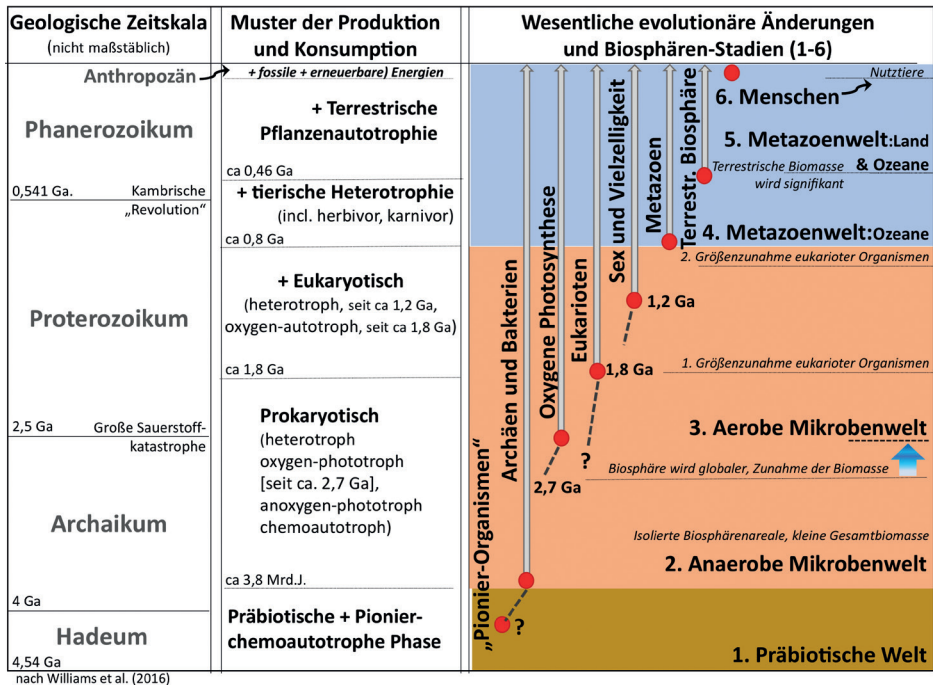 Geologische Zeitskala
(nicht maßstäblich)
Muster der Produktion
und Konsumption
Wesentliche evolutionäre Änderungen
und Biosphären-Stadien (1-6)
Anthropozän
Phanerozoikum
0,541 Ga.
Kambrische
„Revolution"
Proterozoikum
2,5 Ga
Große Sauerstoff-
katastrophe
Archaikum
4 Ga
Hadeum
4,54 Ga
nach Williams et al. (2016)
+ fossile + erneuerbare) Energien
+ Terrestrische
Pflanzenautotrophie
ca 0,46 Ga
+ tierische Heterotrophie
(incl. herbivor, karnivor)
ca 0,8 Ga
+ Eukaryotisch
(heterotroph, seit ca 1,2 Ga,
oxygen-autotroph, seit ca 1,8 Ga)
ca 1,8 Ga
Prokaryotisch
(heterotroph
oxygen-phototroph
[seit ca. 2,7 Ga],
anoxygen-phototroph
chemoautotroph)
ca 3,8 Mrd.J.
Präbiotische + Pionier-
chemoautotrophe Phase
„Pionier-Organismen"
?
Archäen und Bakterien
Oxygene Photosynthese
2,7 Ga
Eukarioten
?
1,8 Ga
Sex und Vielzelligkeit
1,2 Ga
Metazoen
Terrestr. Biosphäre
Nutztiere
6. Menschen
5. Metazoenwelt:Land
& Ozeane
Terrestrische Biomasse
wird signifikant
4. Metazoenwelt:Ozeane
2. Größenzunahme eukarioter Organismen
1. Größenzunahme eukarioter Organismen
3. Aerobe Mikrobenwelt
Biosphäre wird globaler, Zunahme der Biomasse
Isolierte Biosphärenareale, kleine Gesamtbiomasse
2. Anaerobe Mikrobenwelt
1. Präbiotische Welt